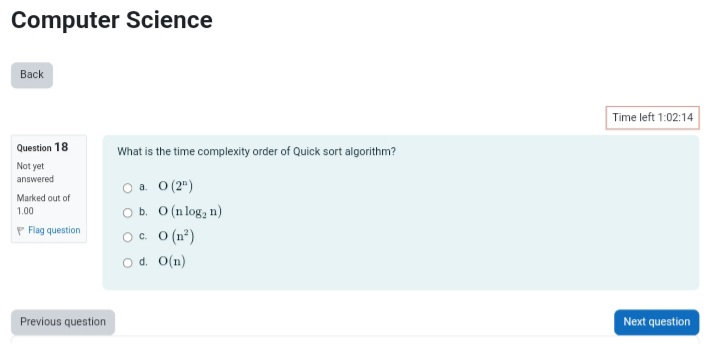 Computer Science
Back
Time left 1:02:14
Question 18
Not yet
answered
Marked out of
1.00
Flag question
What is the time complexity order of Quick sort algorithm?
a. O (2ⁿ)
b. O (n log₂ n)
c. O (n²)
d. O(n)
Previous question
Next question